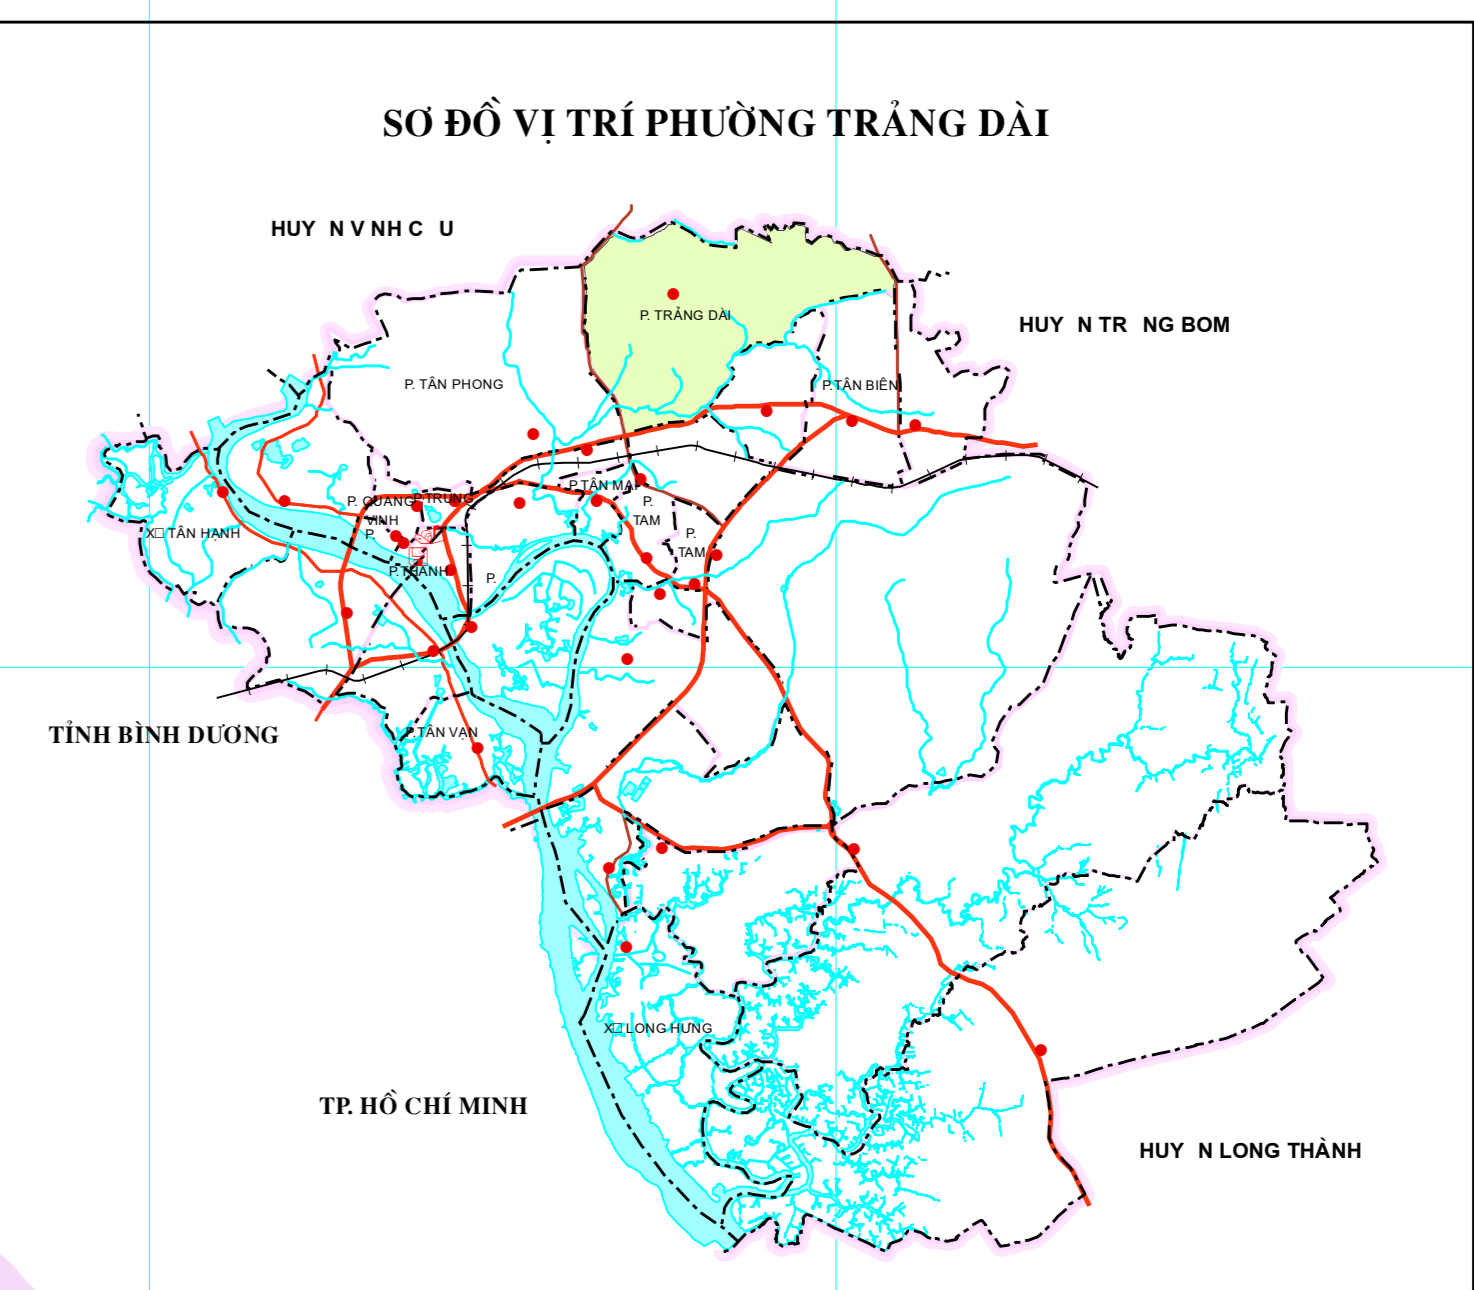 SƠ ĐỒ VỊ TRÍ PHƯỜNG TRẢNG DÀI
HUY N V NH C U
P. TRẢNG DÀI
HUY N TR NG BOM
P. TÂN PHONG
P. TÂN BIÊN
P. TÂN MAI
P. QUANG
VINH
P. TRUNG
P.
TAM
P.
TAM
X□ TÂN HẠNH
P.
P. THANH
P.
TỈNH BÌNH DƯƠNG
P. TÂN VẠN
X□ LONG HƯNG
TP. HỒ CHÍ MINH
HUY N LONG THÀNH